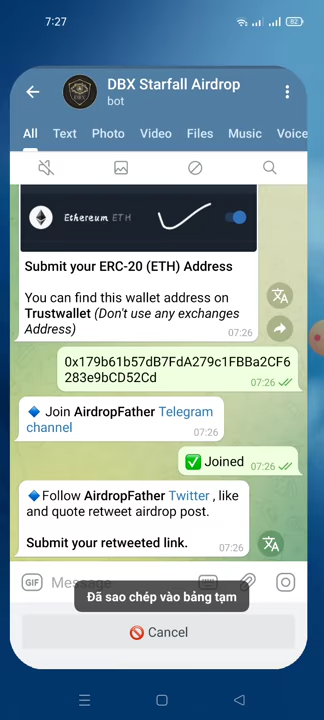 7:27
82
DBX Starfall Airdrop
bot
All Text Photo Video Files Music Voice
Ethereum ETH
Submit your ERC-20 (ETH) Address
You can find this wallet address on
Trustwallet (Don't use any exchanges
Address)
07:26
0x179b61b57dB7FdA279c1FBBa2CF6
283e9bCD52Cd
07:26
🔷 Join AirdropFather Telegram
channel
07:26
✅ Joined
07:26
🔷Follow AirdropFather Twitter , like
and quote retweet airdrop post.
Submit your retweeted link.
07:26
GIF
Đã sao chép vào bảng tạm
🚫 Cancel